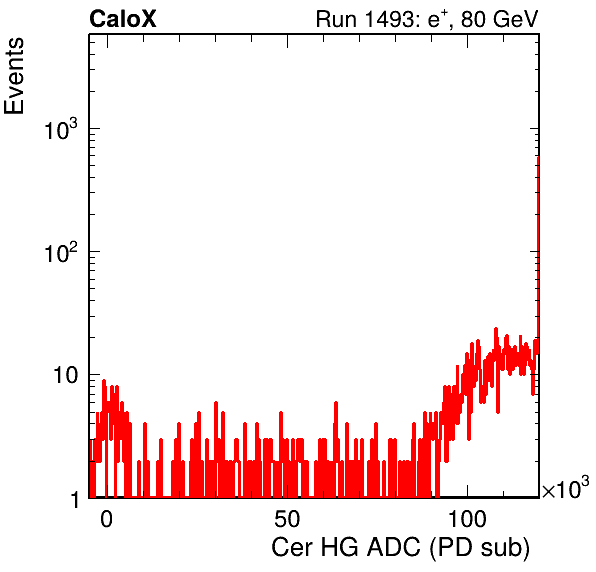 CaloX Run 1493: e⁺, 80 GeV
Events
10³
10²
10
1
0 50 100 ×10³
Cer HG ADC (PD sub)